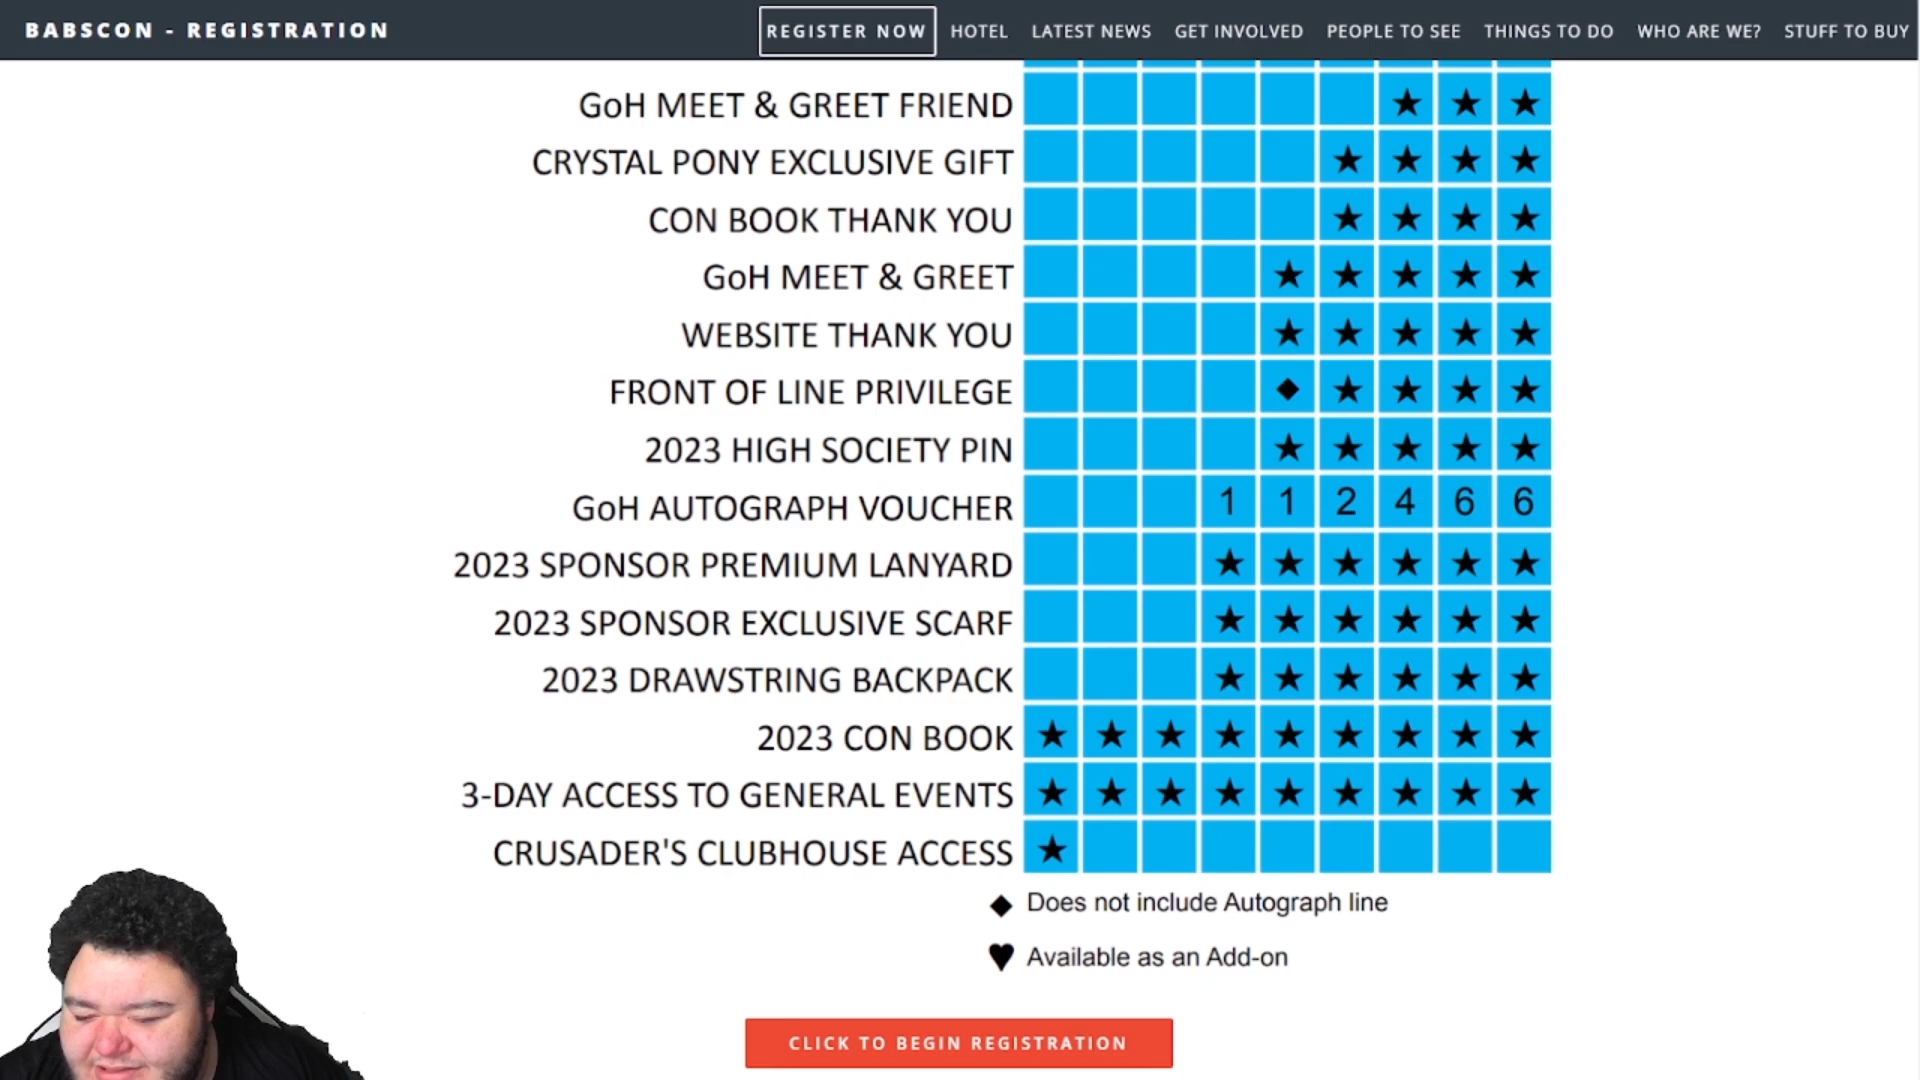 BABSCON - REGISTRATION
REGISTER NOW HOTEL LATEST NEWS GET INVOLVED PEOPLE TO SEE THINGS TO DO WHO ARE WE? STUFF TO BUY
GoH MEET & GREET FRIEND ★ ★ ★
CRYSTAL PONY EXCLUSIVE GIFT ★ ★ ★ ★
CON BOOK THANK YOU ★ ★ ★ ★
GoH MEET & GREET ★ ★ ★ ★ ★
WEBSITE THANK YOU ★ ★ ★ ★ ★
FRONT OF LINE PRIVILEGE ◆ ★ ★ ★ ★
2023 HIGH SOCIETY PIN ★ ★ ★ ★ ★
GoH AUTOGRAPH VOUCHER 1 1 2 4 6 6
2023 SPONSOR PREMIUM LANYARD ★ ★ ★ ★ ★ ★
2023 SPONSOR EXCLUSIVE SCARF ★ ★ ★ ★ ★ ★
2023 DRAWSTRING BACKPACK ★ ★ ★ ★ ★ ★
2023 CON BOOK ★ ★ ★ ★ ★ ★ ★ ★ ★
3-DAY ACCESS TO GENERAL EVENTS ★ ★ ★ ★ ★ ★ ★ ★ ★
CRUSADER'S CLUBHOUSE ACCESS ★
◆ Does not include Autograph line
♥ Available as an Add-on
CLICK TO BEGIN REGISTRATION